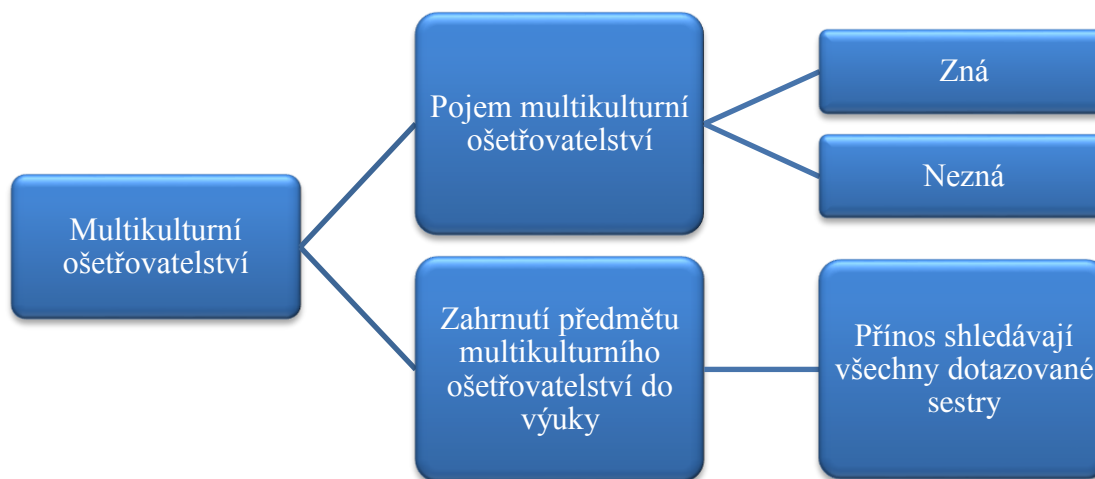 Multikulturní
ošetřovatelství
Pojem multikulturní
ošetřovatelství
Zná
Nezná
Zahrnutí předmětu
multikulturního
ošetřovatelství do
výuky
Přínos shledávají
všechny dotazované
sestry